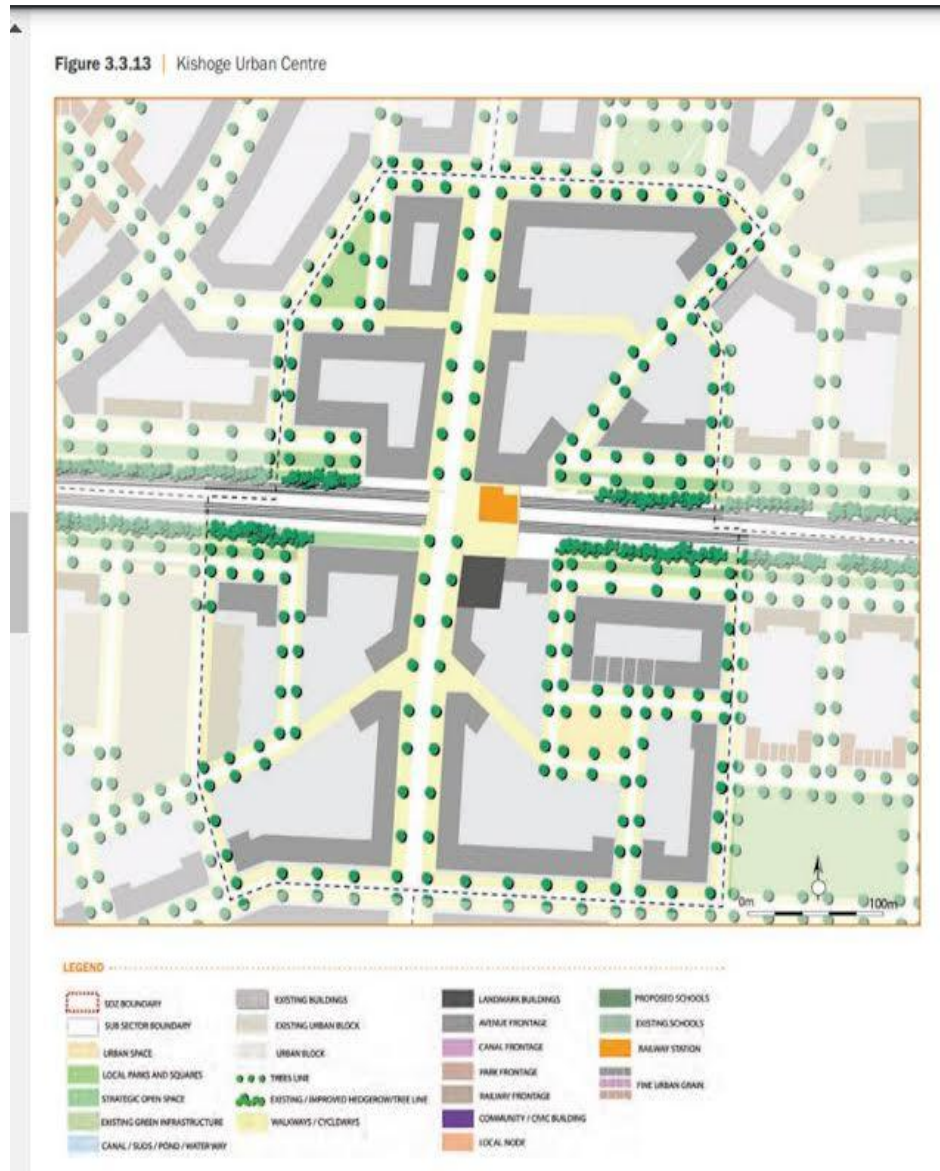 Figure 3.3.13 | Kishoge Urban Centre
0m 100m
LEGEND
SDZ BOUNDARY
SUB SECTOR BOUNDARY
URBAN SPACE
LOCAL PARKS AND SQUARES
STRATEGIC OPEN SPACE
EXISTING GREEN INFRASTRUCTURE
CANAL / SUDS / POND / WATERWAY
EXISTING BUILDINGS
EXISTING URBAN BLOCK
URBAN BLOCK
TREES LINE
EXISTING / IMPROVED HEDGEROW/TREE LINE
WALKWAYS / CYCLEWAYS
LANDMARK BUILDINGS
AVENUE FRONTAGE
CANAL FRONTAGE
PARK FRONTAGE
RAILWAY FRONTAGE
COMMUNITY / CIVIC BUILDING
LOCAL NODE
PROPOSED SCHOOLS
EXISTING SCHOOLS
RAILWAY STATION
FINE URBAN GRAIN